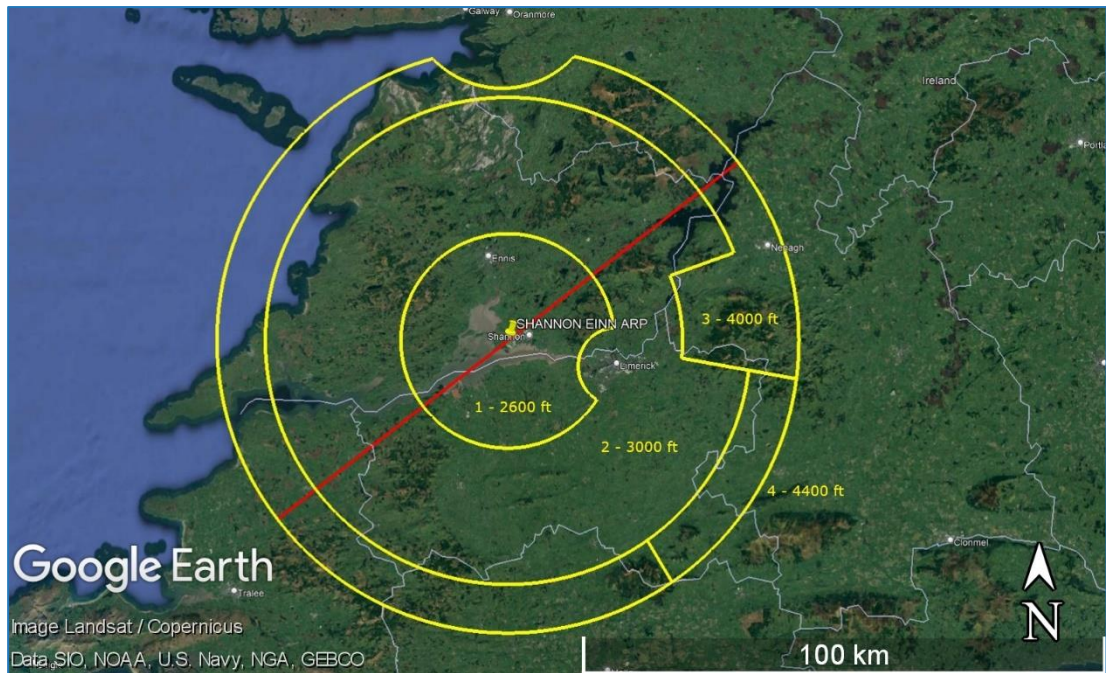 Galway
Oranmore
Ireland
Portla
Nenagh
Ennis
SHANNON EINN ARP
Shannon
3 - 4000 ft
Limerick
1 - 2600 ft
2 - 3000 ft
4 - 4400 ft
Clonmel
Google Earth
Tralee
N
Image Landsat / Copernicus
Data SIO, NOAA, U.S. Navy, NGA, GEBCO
100 km